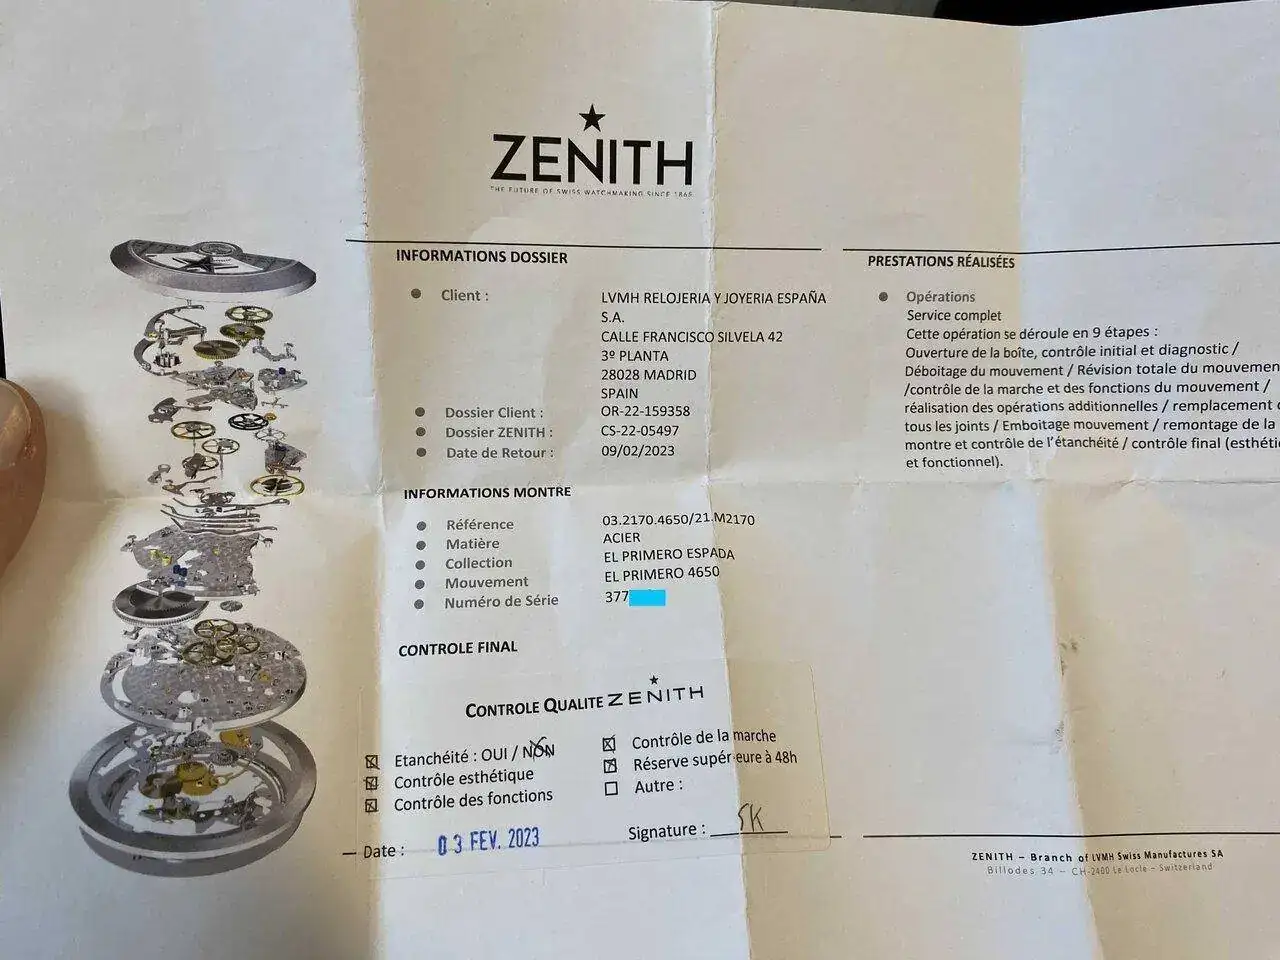 ZENITH
THE FUTURE OF SWISS WATCHMAKING SINCE 1865
INFORMATIONS DOSSIER
Client : LVMH RELOJERIA Y JOYERIA ESPAÑA
S.A.
CALLE FRANCISCO SILVELA 42
3º PLANTA
28028 MADRID
SPAIN
Dossier Client : OR-22-159358
Dossier ZENITH : CS-22-05497
Date de Retour : 09/02/2023
INFORMATIONS MONTRE
Référence 03.2170.4650/21.M2170
Matière ACIER
Collection EL PRIMERO ESPADA
Mouvement EL PRIMERO 4650
Numéro de Série 377
CONTROLE FINAL
CONTROLE QUALITE ZENITH
Etanchéité : OUI / NON
Contrôle esthétique
Contrôle des fonctions
Contrôle de la marche
Réserve supérieure à 48h
Autre :
Date : 03 FEV. 2023
Signature : SK
PRESTATIONS RÉALISÉES
Opérations
Service complet
Cette opération se déroule en 9 étapes :
Ouverture de la boîte, contrôle initial et diagnostic /
Déboitage du mouvement / Révision totale du mouvemen
/contrôle de la marche et des fonctions du mouvement /
réalisation des opérations additionnelles / remplacement
tous les joints / Emboitage mouvement / remontage de la
montre et contrôle de l'étanchéité / contrôle final (esthéti
et fonctionnel).
ZENITH – Branch of LVMH Swiss Manufactures SA
Billodes 34 – CH-2400 Le Locle – Switzerland